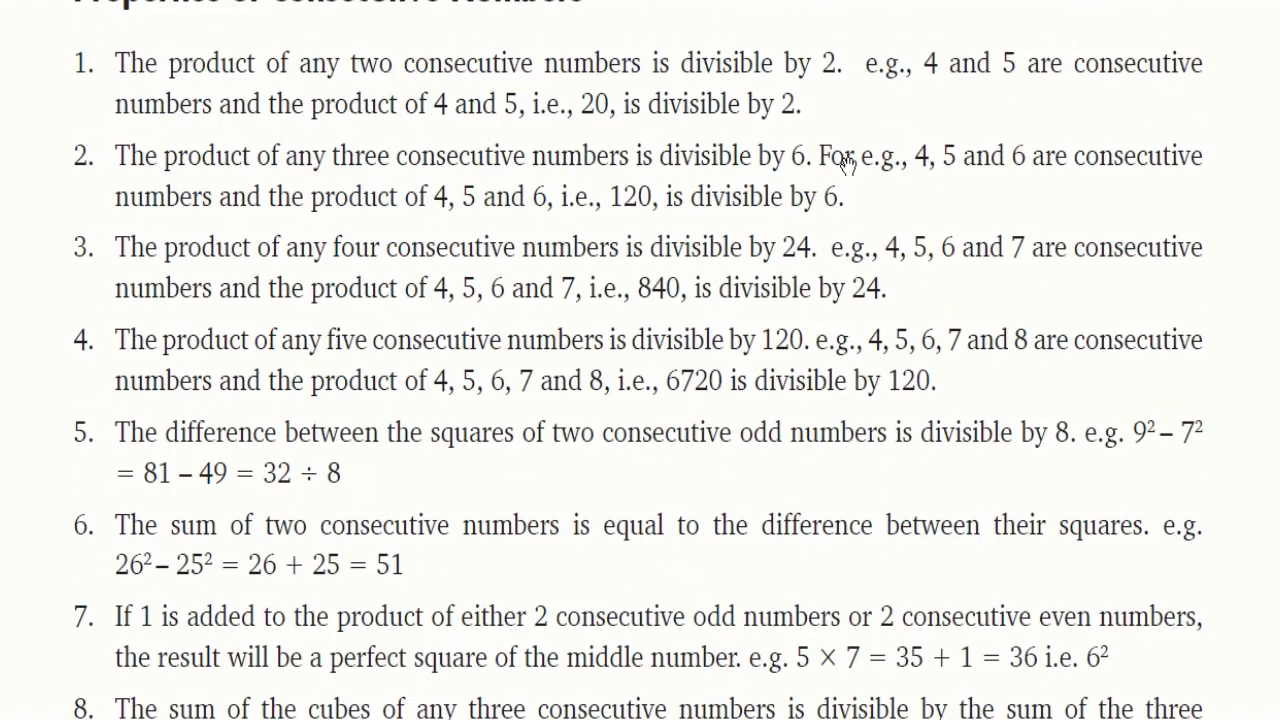 Properties of Consecutive Numbers
1. The product of any two consecutive numbers is divisible by 2. e.g., 4 and 5 are consecutive
numbers and the product of 4 and 5, i.e., 20, is divisible by 2.
2. The product of any three consecutive numbers is divisible by 6. For e.g., 4, 5 and 6 are consecutive
numbers and the product of 4, 5 and 6, i.e., 120, is divisible by 6.
3. The product of any four consecutive numbers is divisible by 24. e.g., 4, 5, 6 and 7 are consecutive
numbers and the product of 4, 5, 6 and 7, i.e., 840, is divisible by 24.
4. The product of any five consecutive numbers is divisible by 120. e.g., 4, 5, 6, 7 and 8 are consecutive
numbers and the product of 4, 5, 6, 7 and 8, i.e., 6720 is divisible by 120.
5. The difference between the squares of two consecutive odd numbers is divisible by 8. e.g. 9² – 7²
= 81 – 49 = 32 ÷ 8
6. The sum of two consecutive numbers is equal to the difference between their squares. e.g.
26² – 25² = 26 + 25 = 51
7. If 1 is added to the product of either 2 consecutive odd numbers or 2 consecutive even numbers,
the result will be a perfect square of the middle number. e.g. 5 × 7 = 35 + 1 = 36 i.e. 6²
8. The sum of the cubes of any three consecutive numbers is divisible by the sum of the three